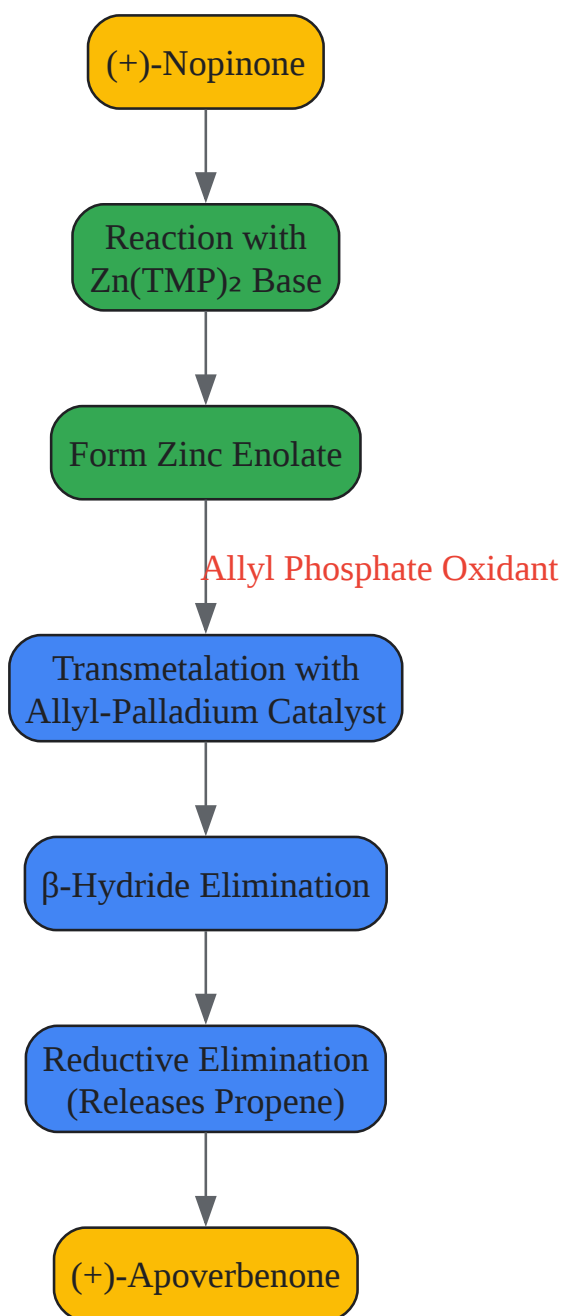 (+)-Nopinone
Reaction with
Zn(TMP)₂ Base
Form Zinc Enolate
Allyl Phosphate Oxidant
Transmetalation with
Allyl-Palladium Catalyst
β-Hydride Elimination
Reductive Elimination
(Releases Propene)
(+)-Apoverbenone